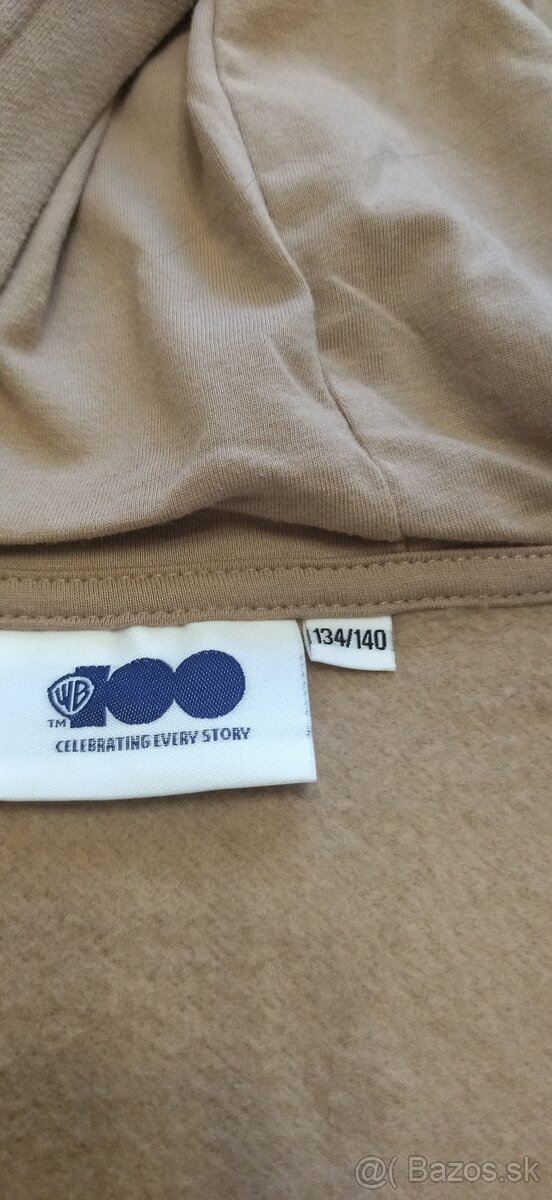 134/140
WB 100
TM
CELEBRATING EVERY STORY
@( Bazos.sk